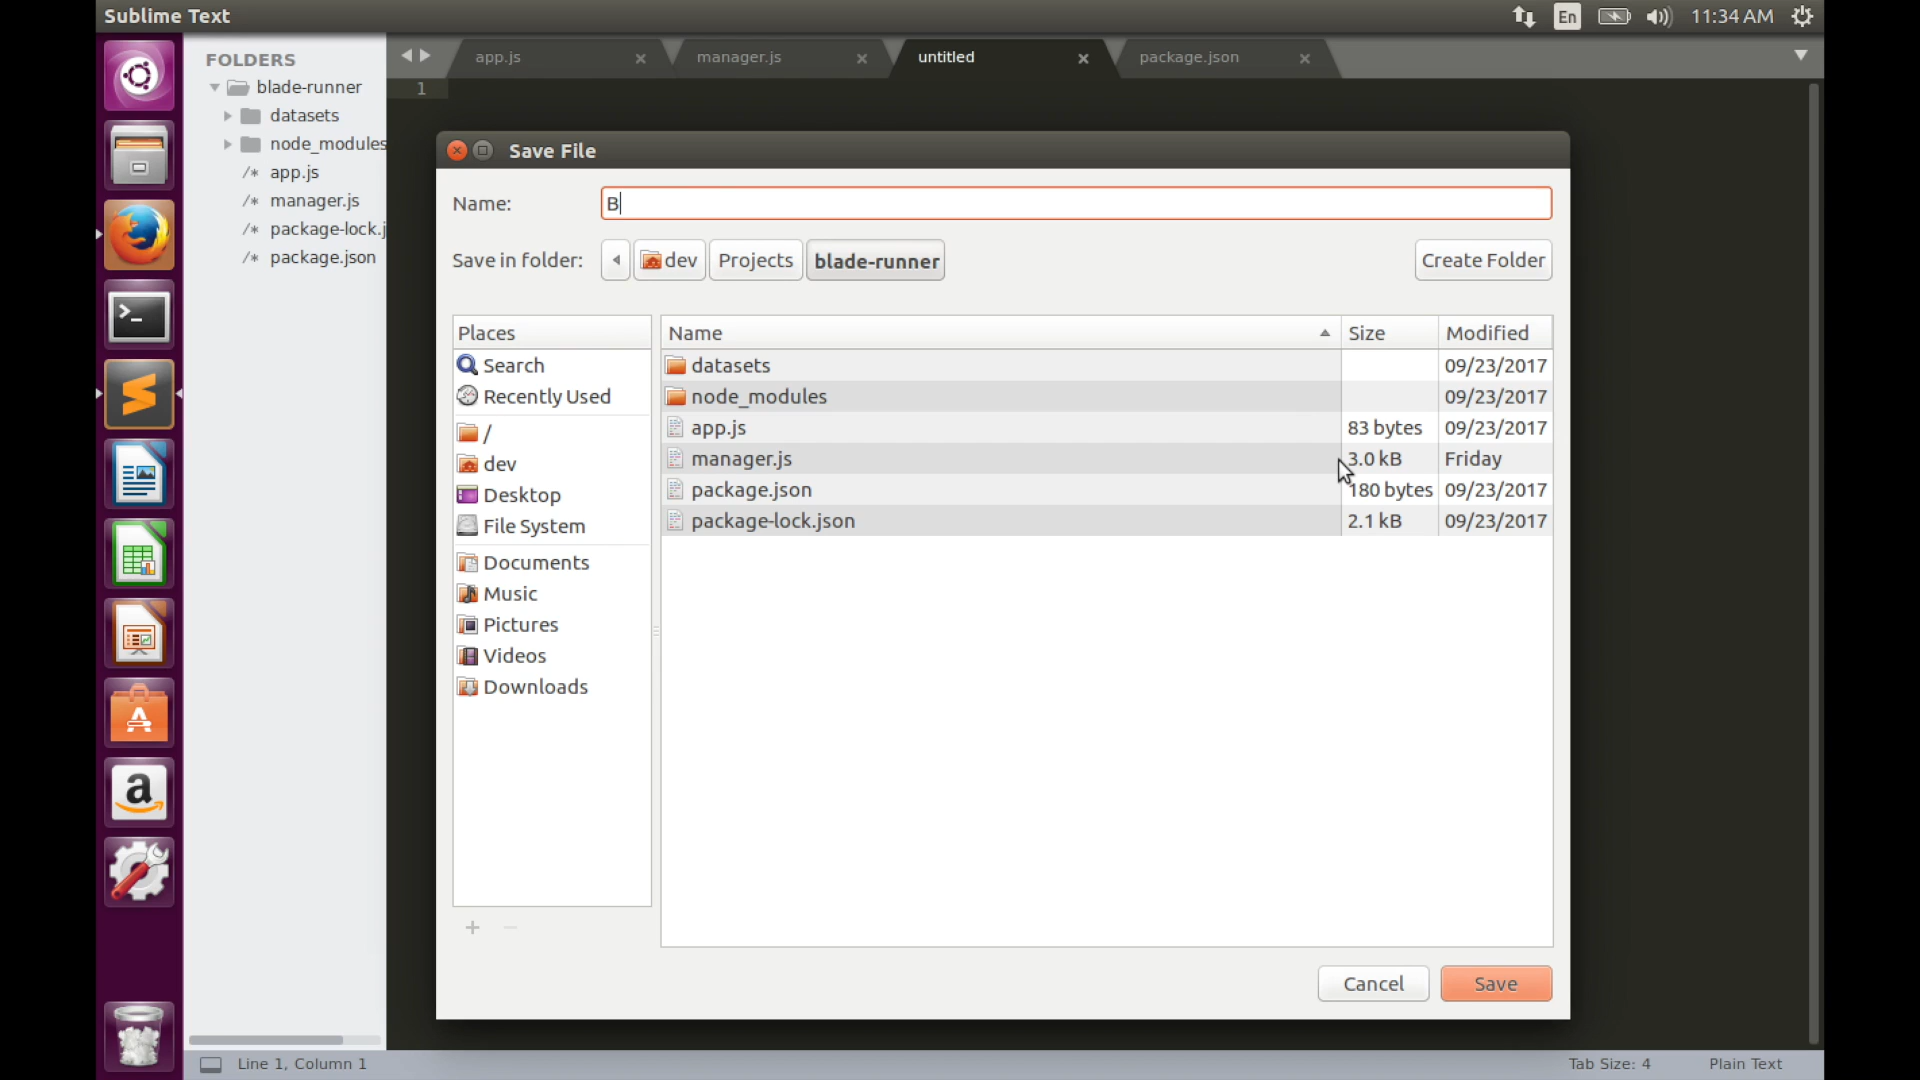 Sublime Text
En
11:34 AM
FOLDERS
blade-runner
datasets
node_modules
app.js
manager.js
package-lock.j
package.json
app.js
manager.js
untitled
package.json
1
Save File
Name:
B
Save in folder:
dev
Projects
blade-runner
Create Folder
Places
Search
Recently Used
/
dev
Desktop
File System
Documents
Music
Pictures
Videos
Downloads
Name Size Modified
datasets 09/23/2017
node_modules 09/23/2017
app.js 83 bytes 09/23/2017
manager.js 3.0 kB Friday
package.json 180 bytes 09/23/2017
package-lock.json 2.1 kB 09/23/2017
Cancel
Save
Line 1, Column 1
Tab Size: 4
Plain Text